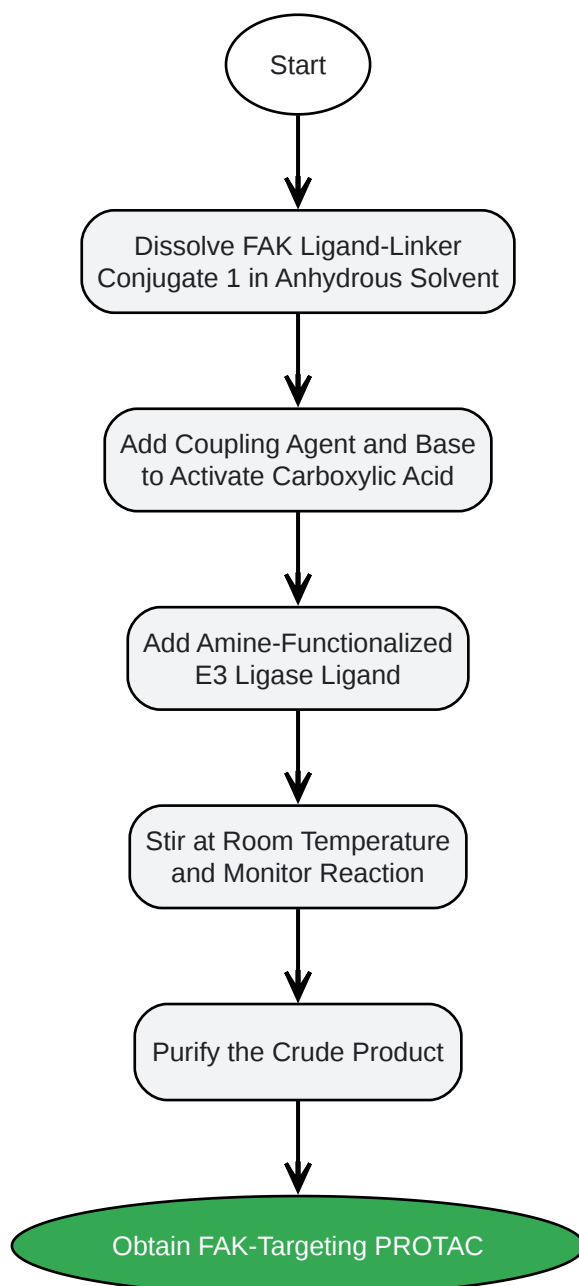 Start
Dissolve FAK Ligand-Linker
Conjugate 1 in Anhydrous Solvent
Add Coupling Agent and Base
to Activate Carboxylic Acid
Add Amine-Functionalized
E3 Ligase Ligand
Stir at Room Temperature
and Monitor Reaction
Purify the Crude Product
Obtain FAK-Targeting PROTAC